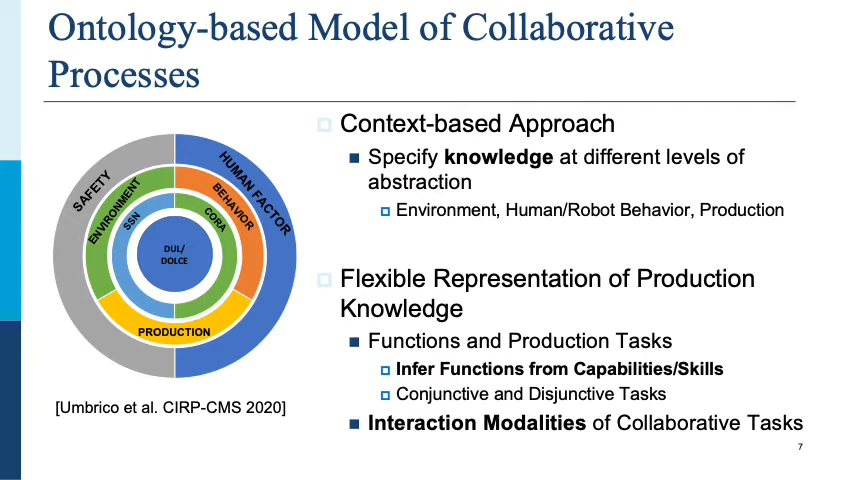 Ontology-based Model of Collaborative
Processes
SAFETY
HUMAN FACTOR
ENVIRONMENT
BEHAVIOR
SSN
CORA
DUL/
DOLCE
PRODUCTION
[Umbrico et al. CIRP-CMS 2020]
Context-based Approach
Specify knowledge at different levels of
abstraction
Environment, Human/Robot Behavior, Production
Flexible Representation of Production
Knowledge
Functions and Production Tasks
Infer Functions from Capabilities/Skills
Conjunctive and Disjunctive Tasks
Interaction Modalities of Collaborative Tasks
7